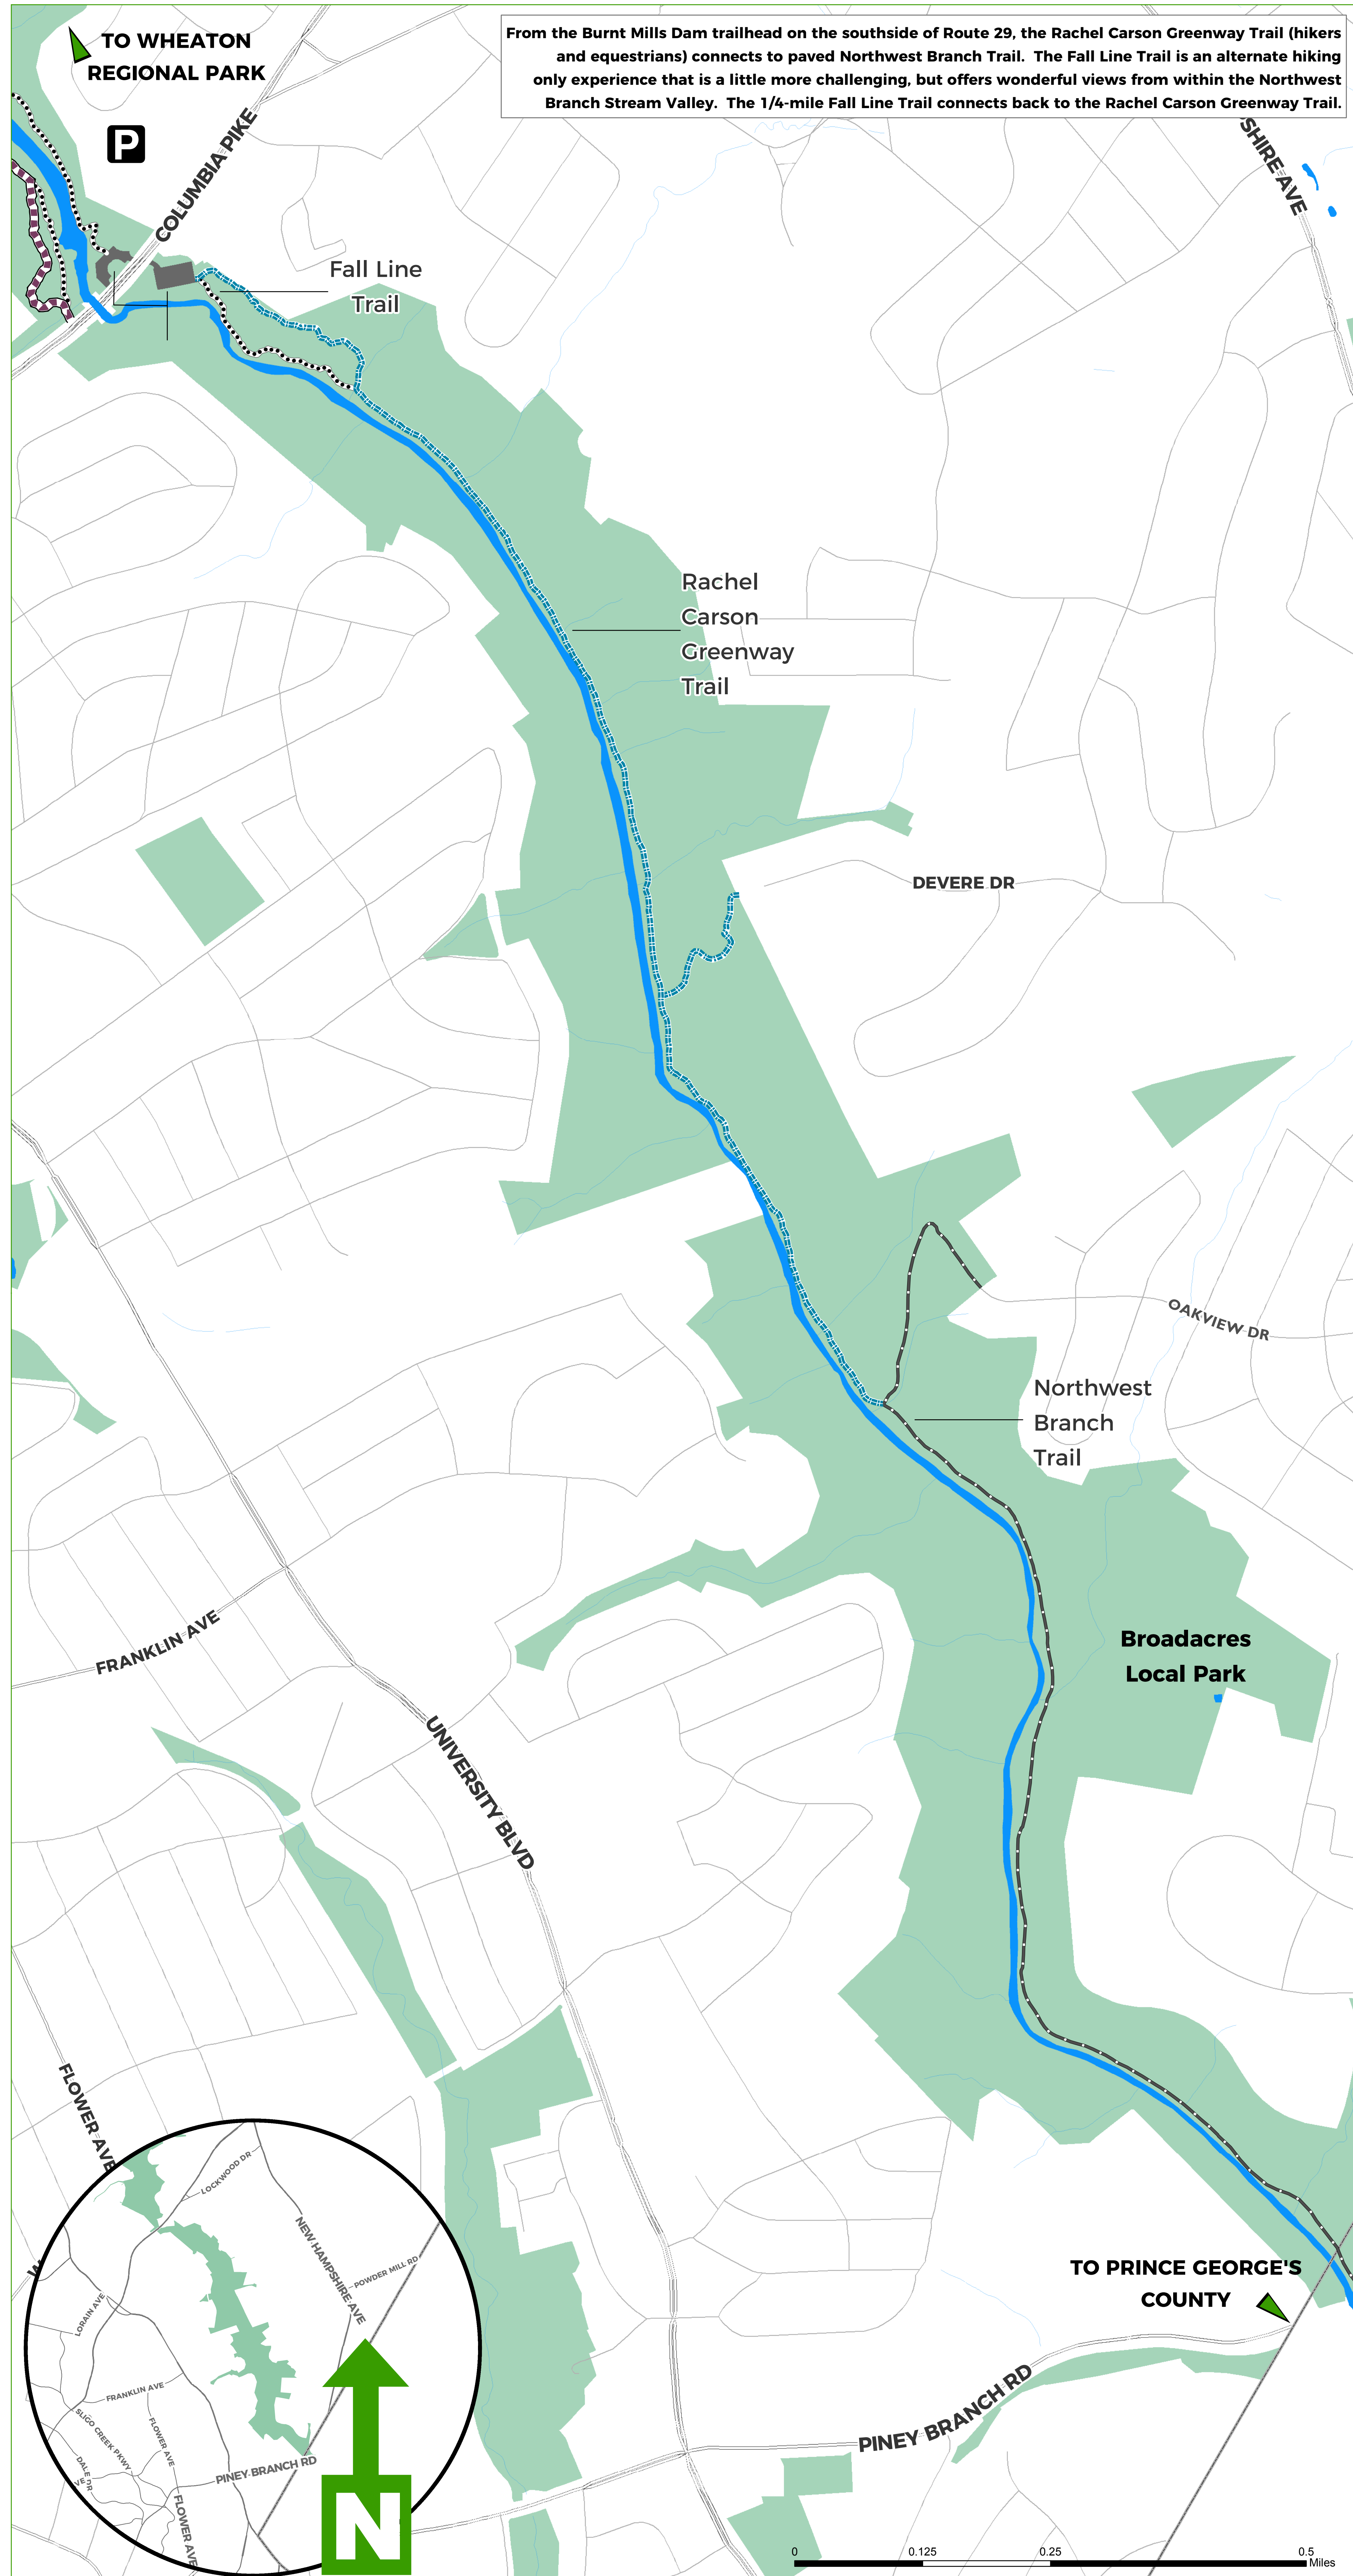 TO WHEATON
REGIONAL PARK
P
COLUMBIA PIKE
From the Burnt Mills Dam trailhead on the southside of Route 29, the Rachel Carson Greenway Trail (hikers
and equestrians) connects to paved Northwest Branch Trail.  The Fall Line Trail is an alternate hiking
only experience that is a little more challenging, but offers wonderful views from within the Northwest
Branch Stream Valley.  The 1/4-mile Fall Line Trail connects back to the Rachel Carson Greenway Trail.
SHIRE AVE
Fall Line
Trail
Rachel
Carson
Greenway
Trail
DEVERE DR
OAKVIEW DR
Northwest
Branch
Trail
FRANKLIN AVE
Broadacres
Local Park
UNIVERSITY BLVD
FLOWER AVE
LOCKWOOD DR
NEW HAMPSHIRE AVE
POWDER MILL RD
LORAIN AVE
FRANKLIN AVE
SLIGO CREEK PKWY
FLOWER AVE
DALE DR
VE
PINEY BRANCH RD
FLOWER AVE
N
TO PRINCE GEORGE'S
COUNTY
PINEY BRANCH RD
0 0.125 0.25 0.5
Miles